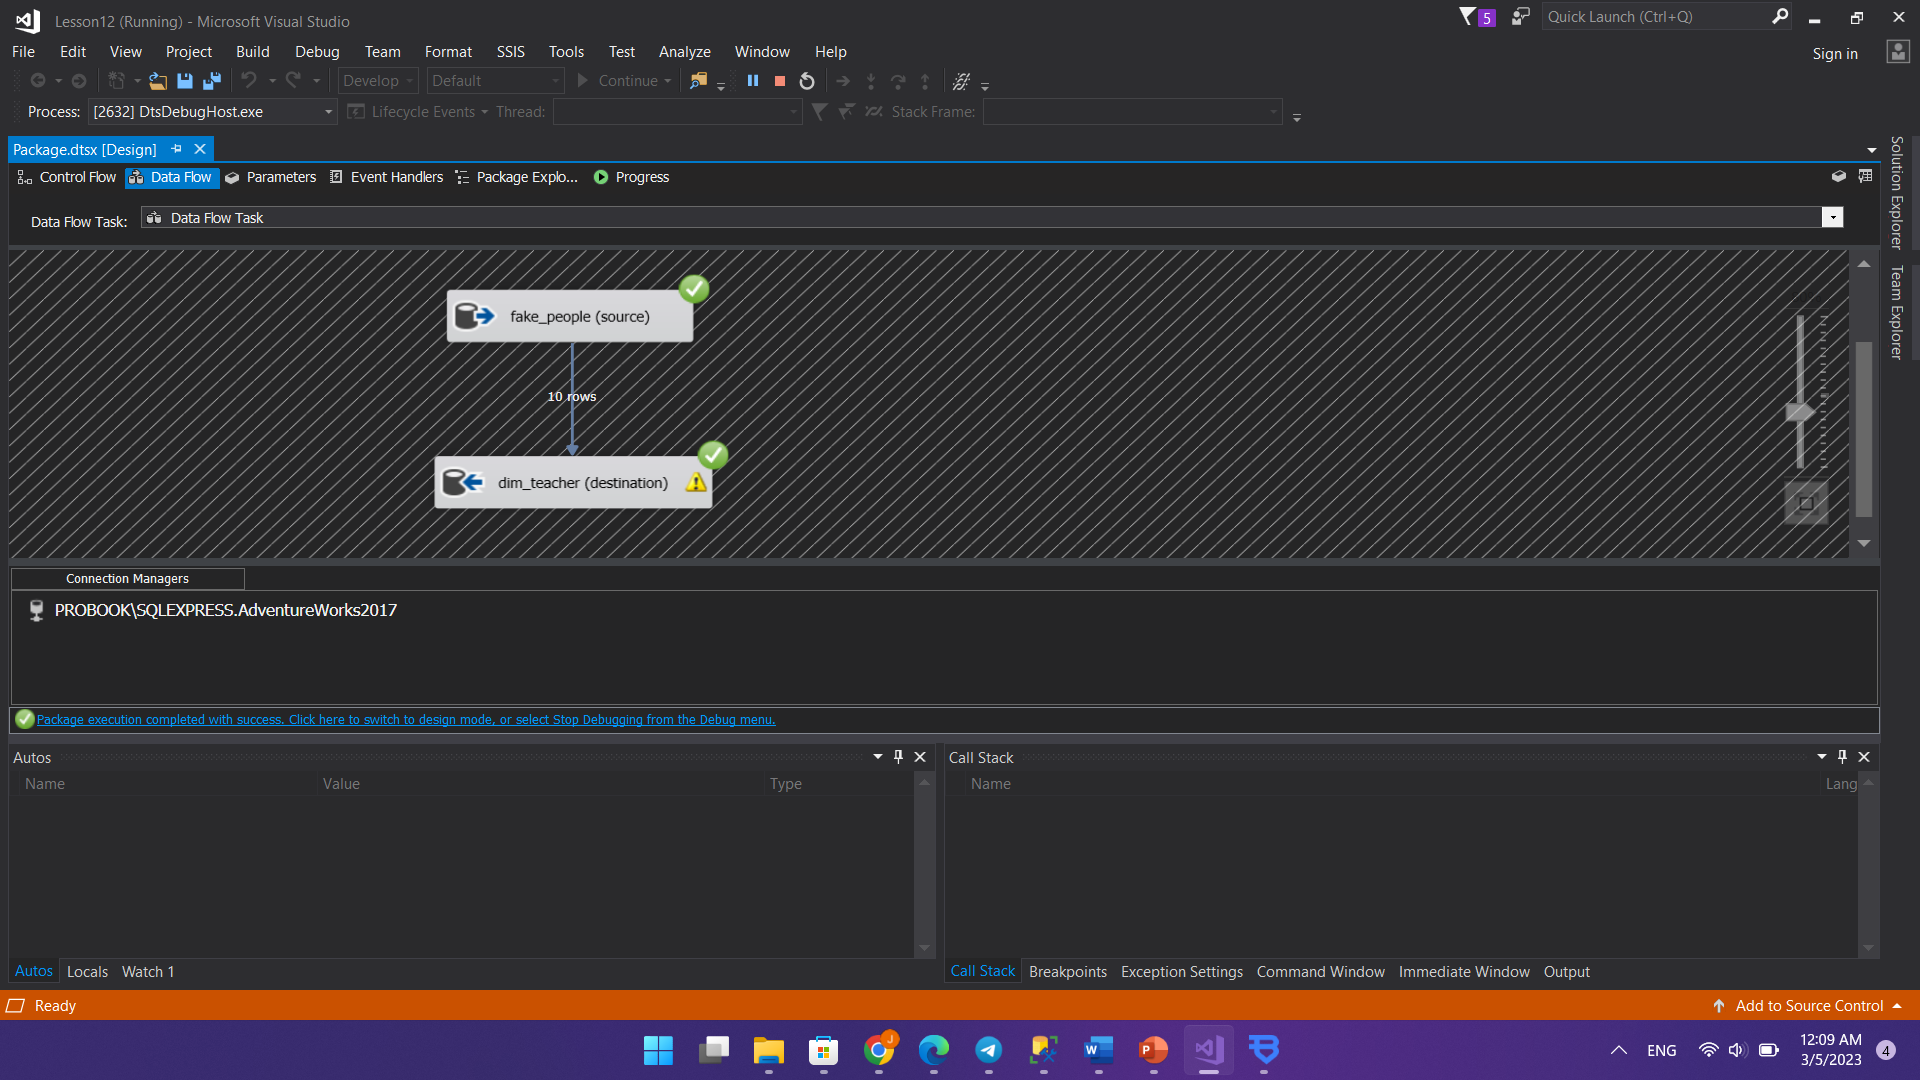 Lesson12 (Running) - Microsoft Visual Studio
5
Quick Launch (Ctrl+Q)
File Edit View Project Build Debug Team Format SSIS Tools Test Analyze Window Help
Sign in
Develop Default Continue
Process: [2632] DtsDebugHost.exe Lifecycle Events Thread: Stack Frame:
Package.dtsx [Design]
Control Flow Data Flow Parameters Event Handlers Package Explo... Progress
Data Flow Task: Data Flow Task
Solution Explorer
Team Explorer
fake_people (source)
10 rows
dim_teacher (destination)
Connection Managers
PROBOOK\SQLEXPRESS.AdventureWorks2017
Package execution completed with success. Click here to switch to design mode, or select Stop Debugging from the Debug menu.
Autos
Name Value Type
Call Stack
Name Lang
Autos Locals Watch 1
Call Stack Breakpoints Exception Settings Command Window Immediate Window Output
Ready
Add to Source Control
J
W
P
ENG
12:09 AM
3/5/2023
4